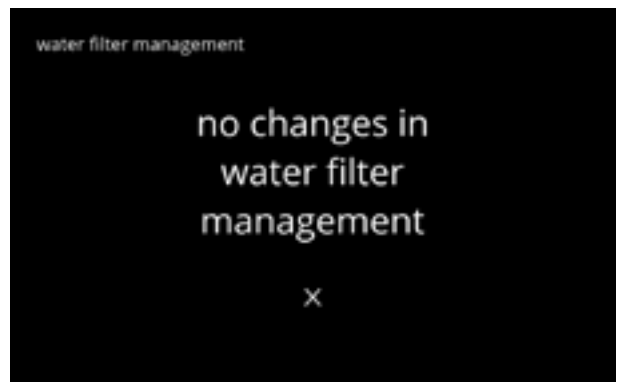 water filter management
no changes in
water filter
management
x